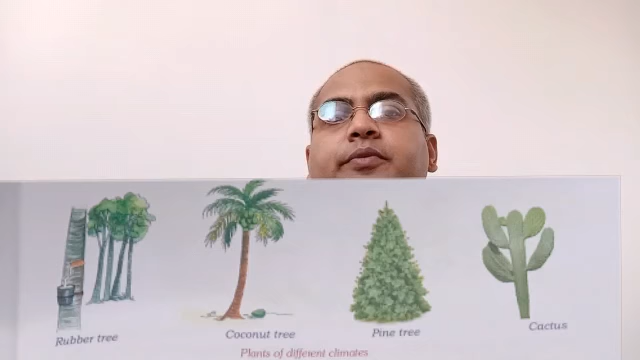 Rubber tree Coconut tree Pine tree Cactus
Plants of different climates